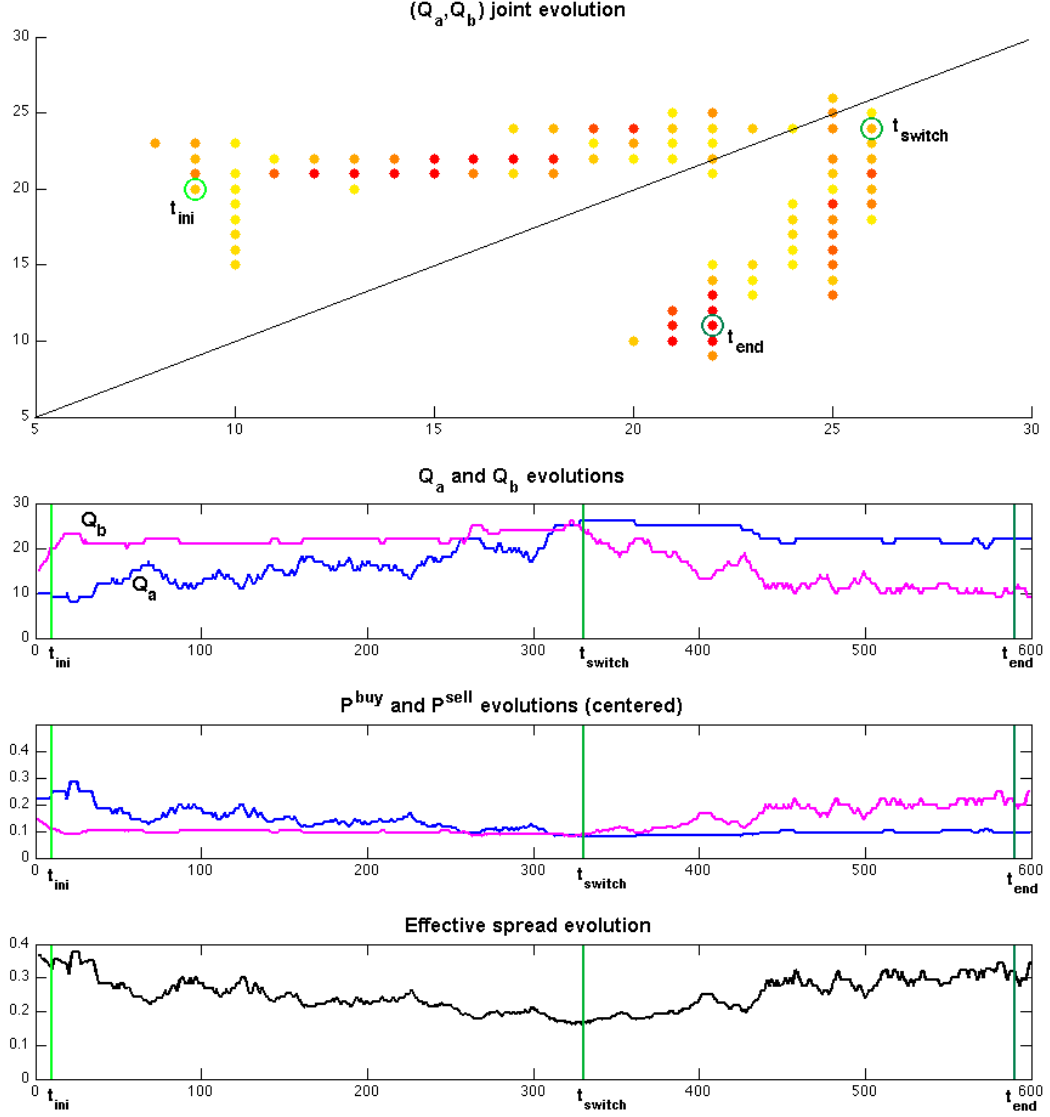 (Q_a,Q_b) joint evolution
30
25
20
15
10
5
t_switch
t_ini
t_end
5 10 15 20 25 30
Q_a and Q_b evolutions
30
20
10
0
Q_b
Q_a
0 100 200 300 400 500 600
t_ini t_switch t_end
P^buy and P^sell evolutions (centered)
0.4
0.3
0.2
0.1
0
0 100 200 300 400 500 600
t_ini t_switch t_end
Effective spread evolution
0.4
0.3
0.2
0.1
0
0 100 200 300 400 500 600
t_ini t_switch t_end